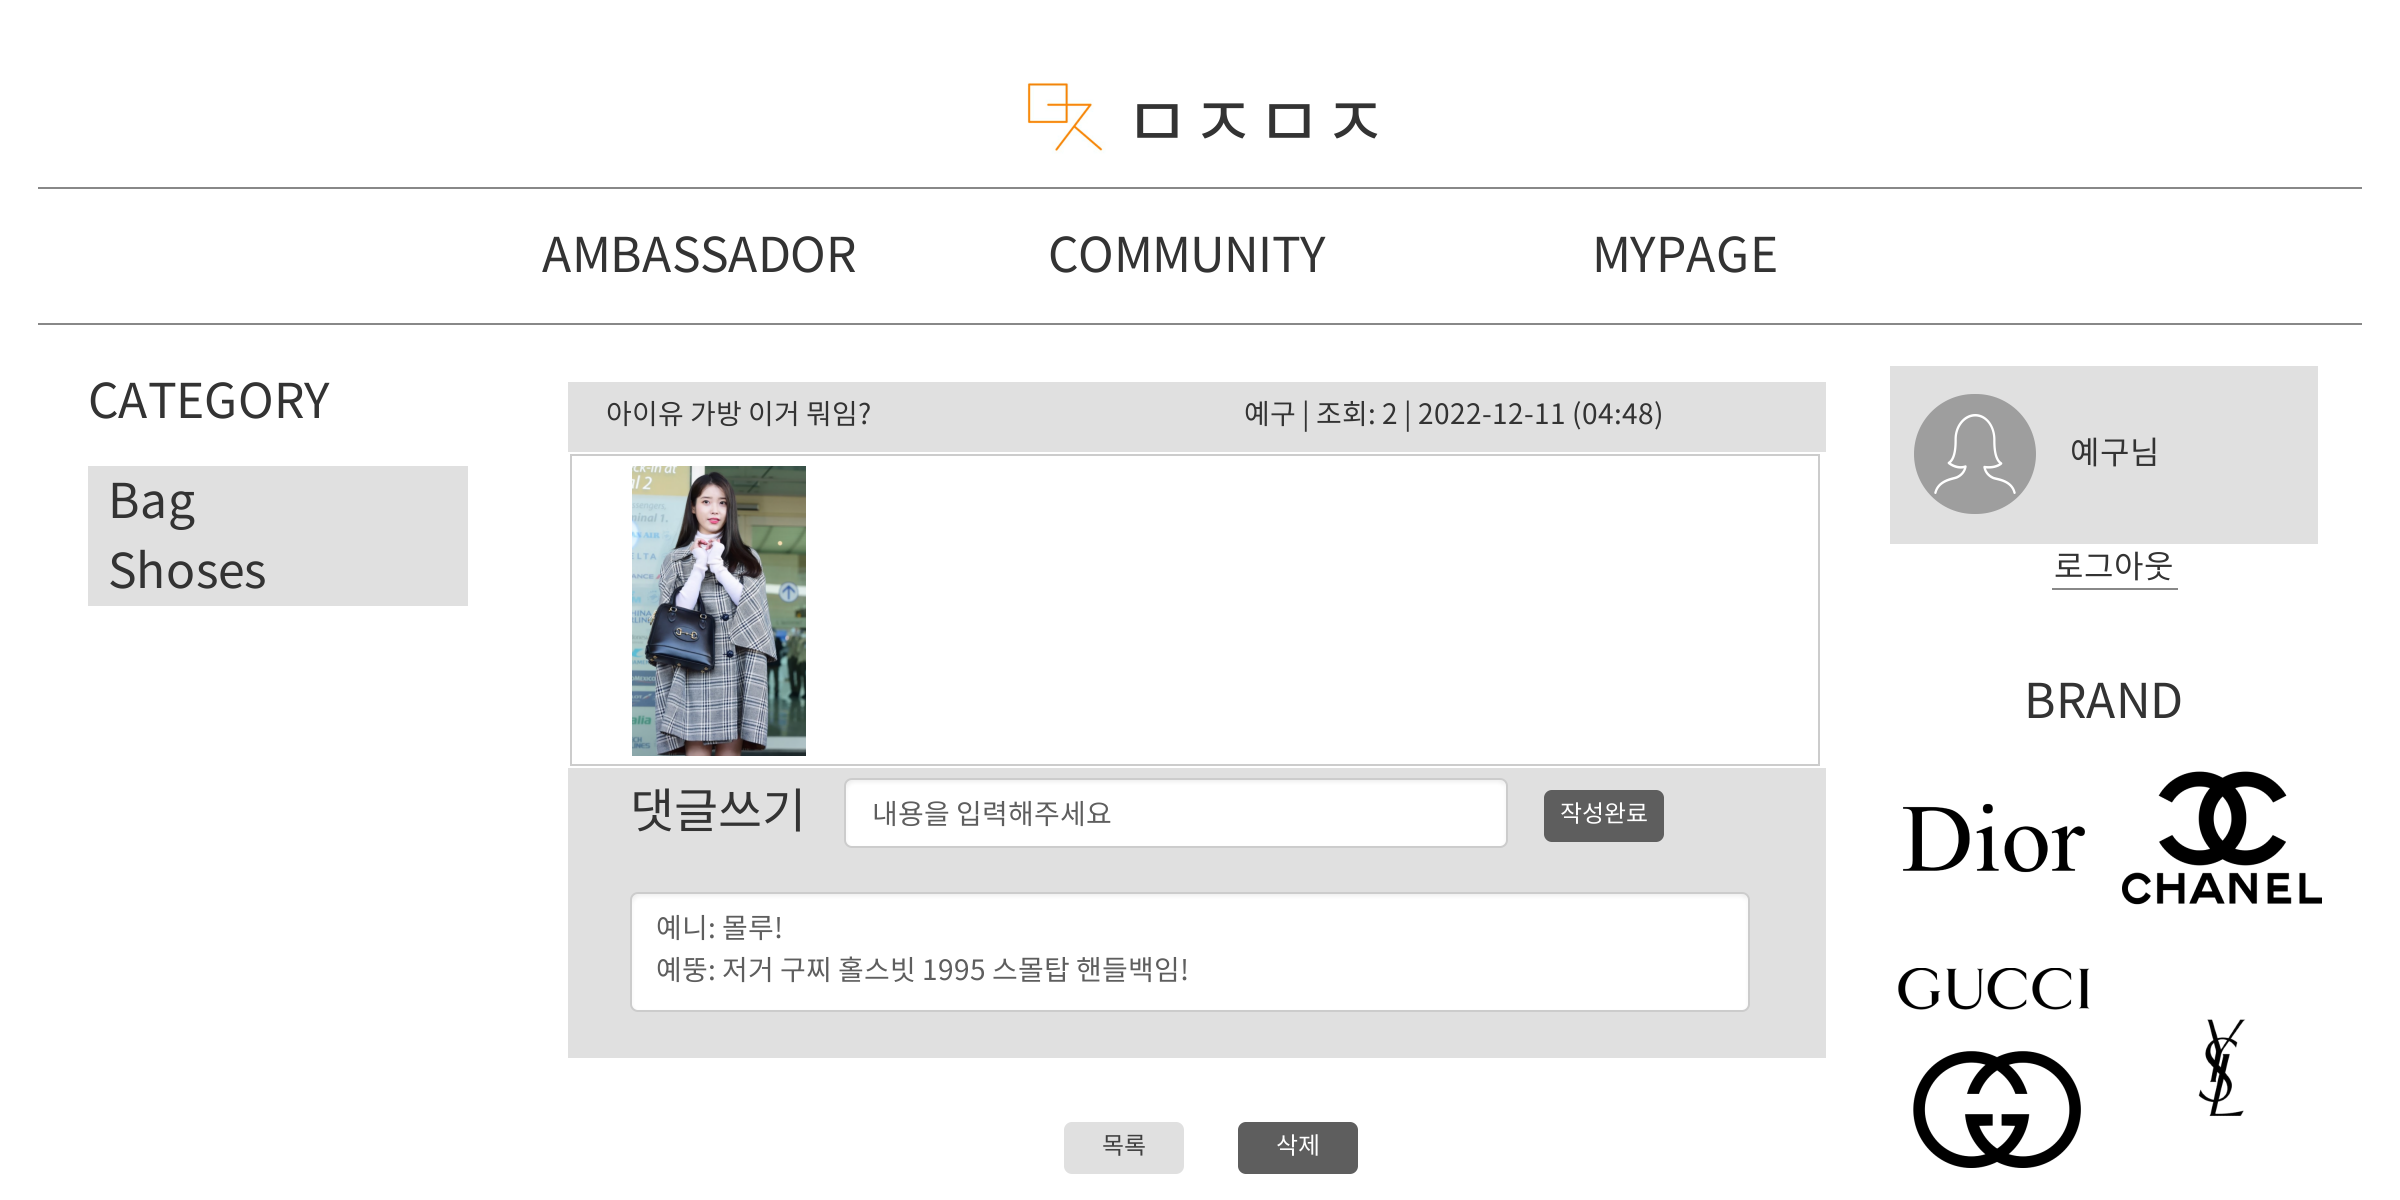 ㅁㅈㅁㅈ
AMBASSADOR COMMUNITY MYPAGE
CATEGORY
Bag
Shoses
아이유 가방 이거 뭐임? 예구 | 조회: 2 | 2022-12-11 (04:48)
댓글쓰기 내용을 입력해주세요 작성완료
예니: 몰루!
예뚱: 저거 구찌 홀스빗 1995 스몰탑 핸들백임!
목록 삭제
예구님
로그아웃
BRAND
Dior
CHANEL
GUCCI
YSL